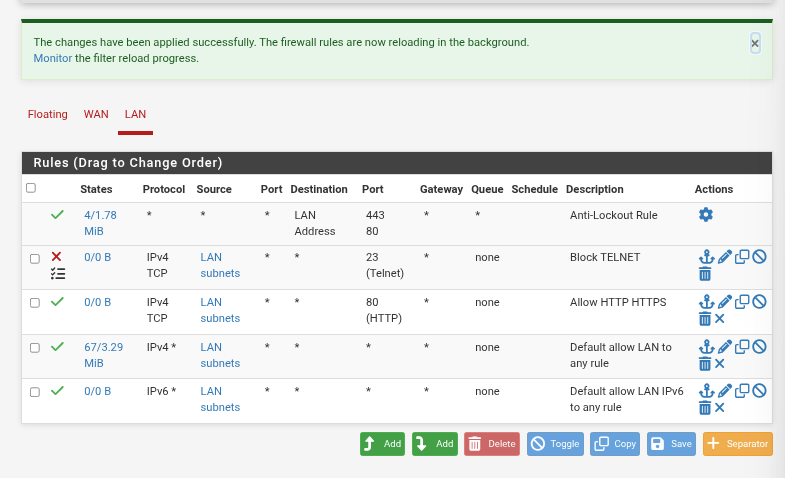 The changes have been applied successfully. The firewall rules are now reloading in the background.
Monitor the filter reload progress.
×
Floating WAN LAN
Rules (Drag to Change Order)
States Protocol Source Port Destination Port Gateway Queue Schedule Description Actions
4/1.78 * * * LAN 443 * * Anti-Lockout Rule
MiB Address 80
0/0 B IPv4 LAN * * 23 * none Block TELNET
TCP subnets (Telnet)
0/0 B IPv4 LAN * * 80 * none Allow HTTP HTTPS
TCP subnets (HTTP)
67/3.29 IPv4 * LAN * * * * none Default allow LAN to
MiB subnets any rule
0/0 B IPv6 * LAN * * * * none Default allow LAN IPv6
subnets to any rule
Add Add Delete Toggle Copy Save Separator